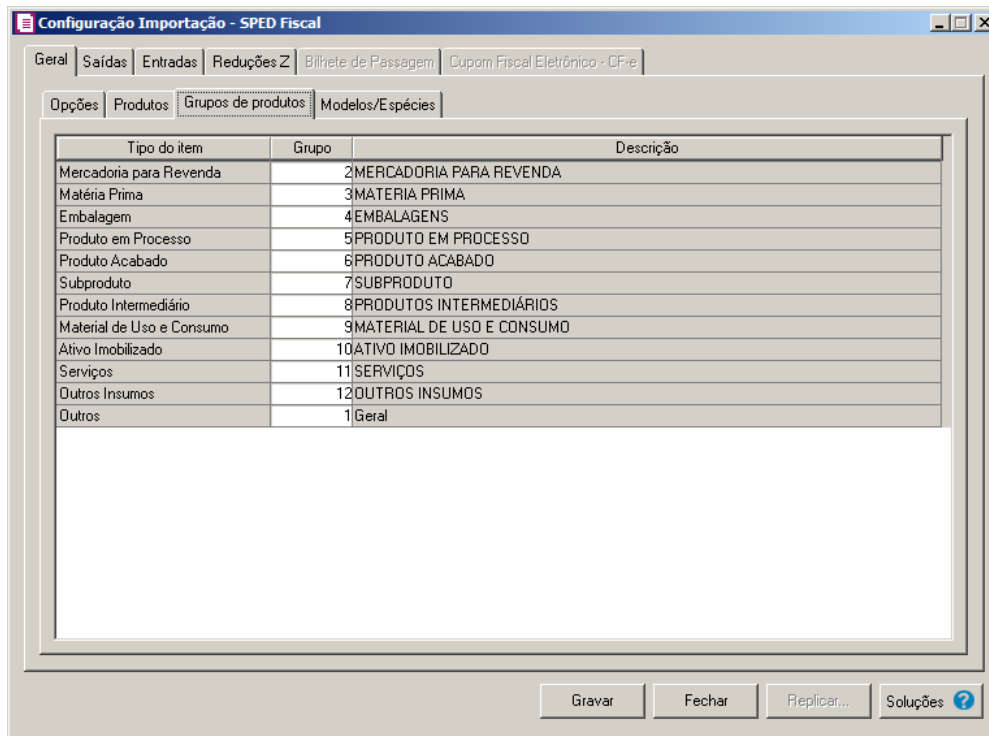 Configuração Importação - SPED Fiscal
Geral Saídas Entradas Reduções Z Bilhete de Passagem Cupom Fiscal Eletrônico - CF-e
Opções Produtos Grupos de produtos Modelos/Espécies
Tipo do item Grupo Descrição
Mercadoria para Revenda 2 MERCADORIA PARA REVENDA
Matéria Prima 3 MATERIA PRIMA
Embalagem 4 EMBALAGENS
Produto em Processo 5 PRODUTO EM PROCESSO
Produto Acabado 6 PRODUTO ACABADO
Subproduto 7 SUBPRODUTO
Produto Intermediário 8 PRODUTOS INTERMEDIÁRIOS
Material de Uso e Consumo 9 MATERIAL DE USO E CONSUMO
Ativo Imobilizado 10 ATIVO IMOBILIZADO
Serviços 11 SERVIÇOS
Outros Insumos 12 OUTROS INSUMOS
Outros 1 Geral
Gravar Fechar Replicar... Soluções ?